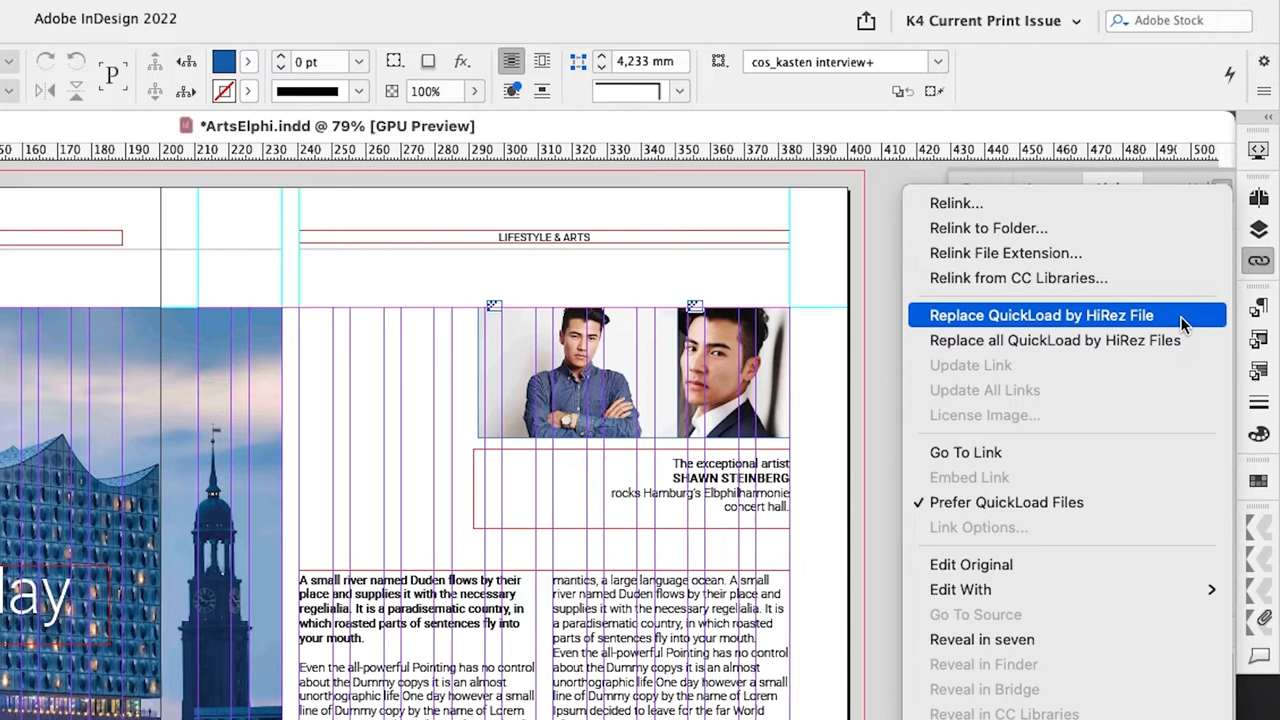 Adobe InDesign 2022
K4 Current Print Issue
Adobe Stock
P
0 pt
fx.
4,233 mm
cos_kasten interview+
100%
*ArtsElphi.indd @ 79% [GPU Preview]
50 160 170 180 190 200 210 220 230 240 250 260 270 280 290 300 310 320 330 340 350 360 370 380 390 400 410 420 430 440 450 460 470 480 490 500
LIFESTYLE & ARTS
Relink...
Relink to Folder...
Relink File Extension...
Relink from CC Libraries...
Replace QuickLoad by HiRez File
Replace all QuickLoad by HiRez Files
Update Link
Update All Links
License Image...
Go To Link
Embed Link
✓ Prefer QuickLoad Files
Link Options...
Edit Original
Edit With
Go To Source
Reveal in seven
Reveal in Finder
Reveal in Bridge
Reveal in CC Libraries
The exceptional artist
SHAWN STEINBERG
rocks Hamburg's Elbphilharmonie
concert hall.
lay
A small river named Duden flows by their
place and supplies it with the necessary
regelialia. It is a paradisematic country, in
which roasted parts of sentences fly into
your mouth.
Even the all-powerful Pointing has no control
about the Dummy copys it is an almost
unorthographic life One day however a small
line of Dummy copy by the name of Lorem
mantics, a large language ocean. A small
river named Duden flows by their place and
supplies it with the necessary regelialia. It is
a paradisematic country, in which roasted
parts of sentences fly into your mouth.
Even the all-powerful Pointing has no control
about the Dummy copys it is an almost
unorthographic life One day however a small
line of Dummy copy by the name of Lorem
Ipsum decided to leave for the far World